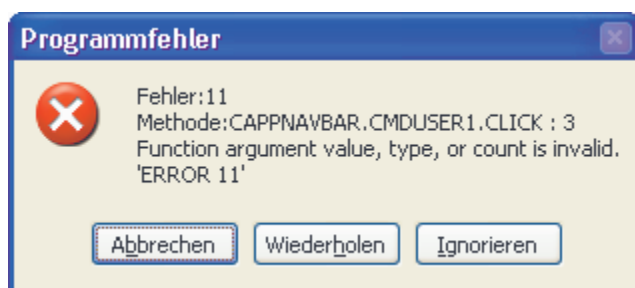 Programmfehler
Fehler:11
Methode:CAPPNAVBAR.CMDUSER1.CLICK : 3
Function argument value, type, or count is invalid.
'ERROR 11'
Abbrechen
Wiederholen
Ignorieren